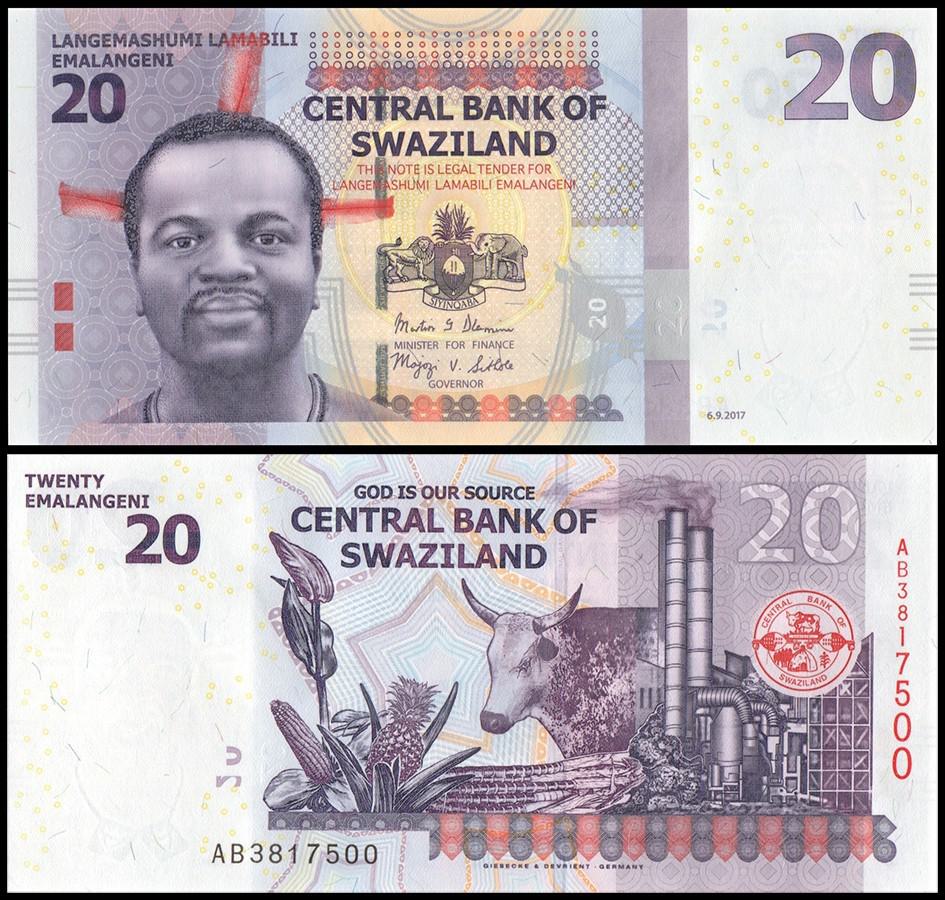 LANGEMASHUMI LAMABILI
EMALANGENI
20
20
CENTRAL BANK OF
SWAZILAND
THIS NOTE IS LEGAL TENDER FOR
LANGEMASHUMI LAMABILI EMALANGENI
SIYINQABA
20
20
MINISTER FOR FINANCE
Majozi V. Sithole
GOVERNOR
6.9.2017
TWENTY
EMALANGENI
20
GOD IS OUR SOURCE
CENTRAL BANK OF
SWAZILAND
20
CENTRAL BANK OF
SWAZILAND
AB3817500
AB3817500
GIESECKE & DEVRIENT - GERMANY